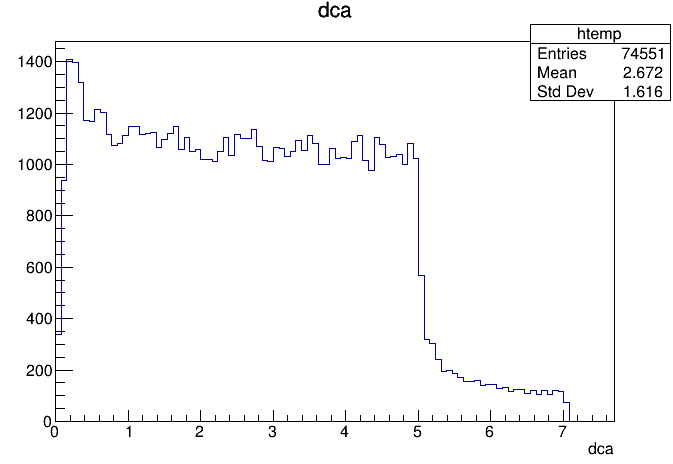 dca
htemp
Entries 74551
Mean 2.672
Std Dev 1.616
1400
1200
1000
800
600
400
200
0
0 1 2 3 4 5 6 7
dca